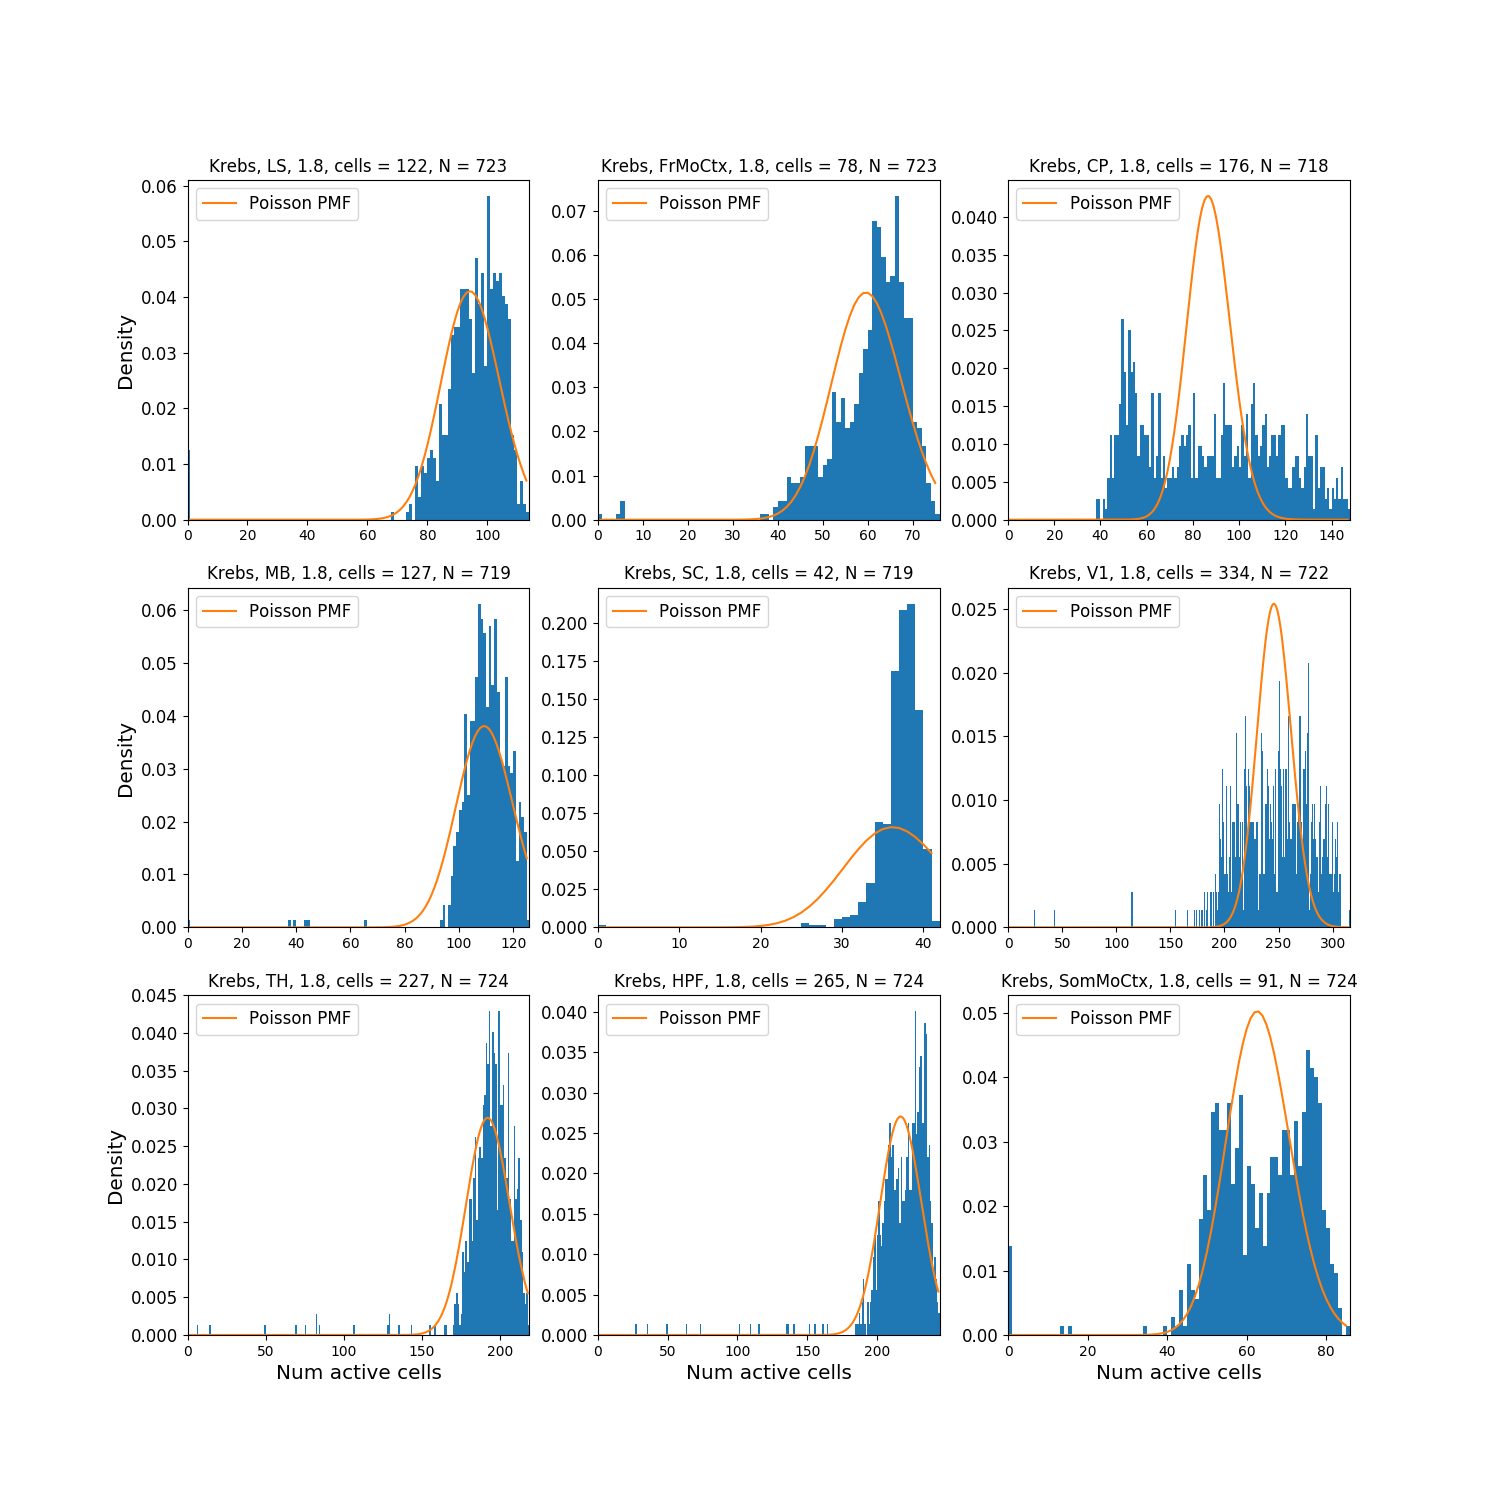 Krebs, LS, 1.8, cells = 122, N = 723
Krebs, FrMoCtx, 1.8, cells = 78, N = 723
Krebs, CP, 1.8, cells = 176, N = 718
Poisson PMF
Poisson PMF
Poisson PMF
Density
0.06
0.05
0.04
0.03
0.02
0.01
0.00
0 20 40 60 80 100
0.07
0.06
0.05
0.04
0.03
0.02
0.01
0.00
0 10 20 30 40 50 60 70
0.040
0.035
0.030
0.025
0.020
0.015
0.010
0.005
0.000
0 20 40 60 80 100 120 140
Krebs, MB, 1.8, cells = 127, N = 719
Krebs, SC, 1.8, cells = 42, N = 719
Krebs, V1, 1.8, cells = 334, N = 722
Poisson PMF
Poisson PMF
Poisson PMF
Density
0.06
0.05
0.04
0.03
0.02
0.01
0.00
0 20 40 60 80 100 120
0.200
0.175
0.150
0.125
0.100
0.075
0.050
0.025
0.000
0 10 20 30 40
0.025
0.020
0.015
0.010
0.005
0.000
0 50 100 150 200 250 300
Krebs, TH, 1.8, cells = 227, N = 724
Krebs, HPF, 1.8, cells = 265, N = 724
Krebs, SomMoCtx, 1.8, cells = 91, N = 724
Poisson PMF
Poisson PMF
Poisson PMF
Density
0.045
0.040
0.035
0.030
0.025
0.020
0.015
0.010
0.005
0.000
0 50 100 150 200
Num active cells
0.040
0.035
0.030
0.025
0.020
0.015
0.010
0.005
0.000
0 50 100 150 200
Num active cells
0.05
0.04
0.03
0.02
0.01
0.00
0 20 40 60 80
Num active cells